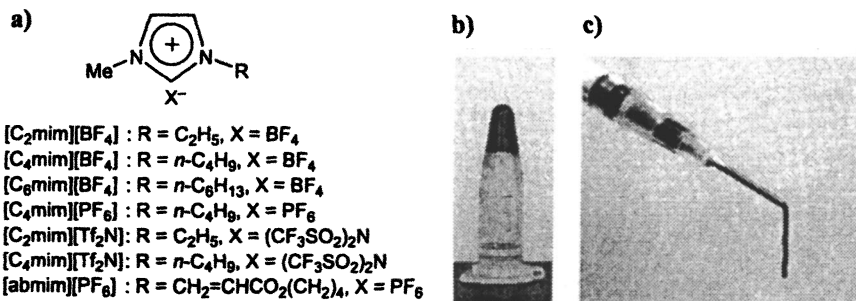 a)
b)
c)
Me
N
+
N
R
X⁻
[C₂mim][BF₄] : R = C₂H₅, X = BF₄
[C₄mim][BF₄] : R = n-C₄H₉, X = BF₄
[C₆mim][BF₄] : R = n-C₆H₁₃, X = BF₄
[C₄mim][PF₆] : R = n-C₄H₉, X = PF₆
[C₂mim][Tf₂N]: R = C₂H₅, X = (CF₃SO₂)₂N
[C₄mim][Tf₂N]: R = n-C₄H₉, X = (CF₃SO₂)₂N
[abmim][PF₆] : R = CH₂=CHCO₂(CH₂)₄, X = PF₆